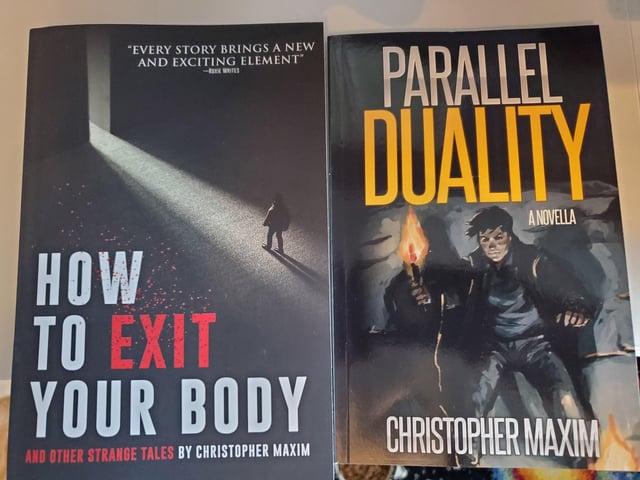 "EVERY STORY BRINGS A NEW
AND EXCITING ELEMENT"
HOW
TO EXIT
YOUR BODY
AND OTHER STRANGE TALES BY CHRISTOPHER MAXIM
PARALLEL
DUALITY
A NOVELLA
CHRISTOPHER MAXIM